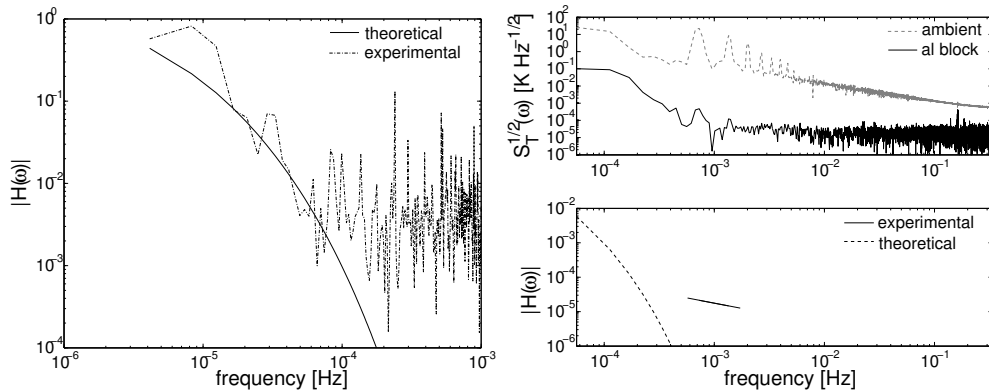 10^0
10^-1
10^-2
10^-3
10^-4
|H(ω)|
theoretical
experimental
10^-6
10^-5
10^-4
10^-3
frequency [Hz]
10^2
10^1
10^0
10^-1
10^-2
10^-3
10^-4
10^-5
10^-6
S_T^1/2(ω) [K Hz^-1/2]
ambient
al block
10^-4
10^-3
10^-2
10^-1
10^-2
10^-3
10^-4
10^-5
10^-6
|H(ω)|
experimental
theoretical
10^-4
10^-3
10^-2
10^-1
frequency [Hz]